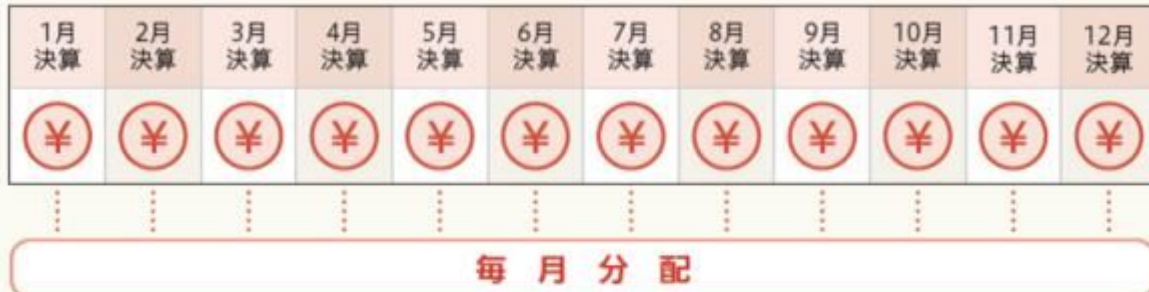 1月 2月 3月 4月 5月 6月 7月 8月 9月 10月 11月 12月
決算 決算 決算 決算 決算 決算 決算 決算 決算 決算 決算 決算
¥ ¥ ¥ ¥ ¥ ¥ ¥ ¥ ¥ ¥ ¥ ¥
毎月分配